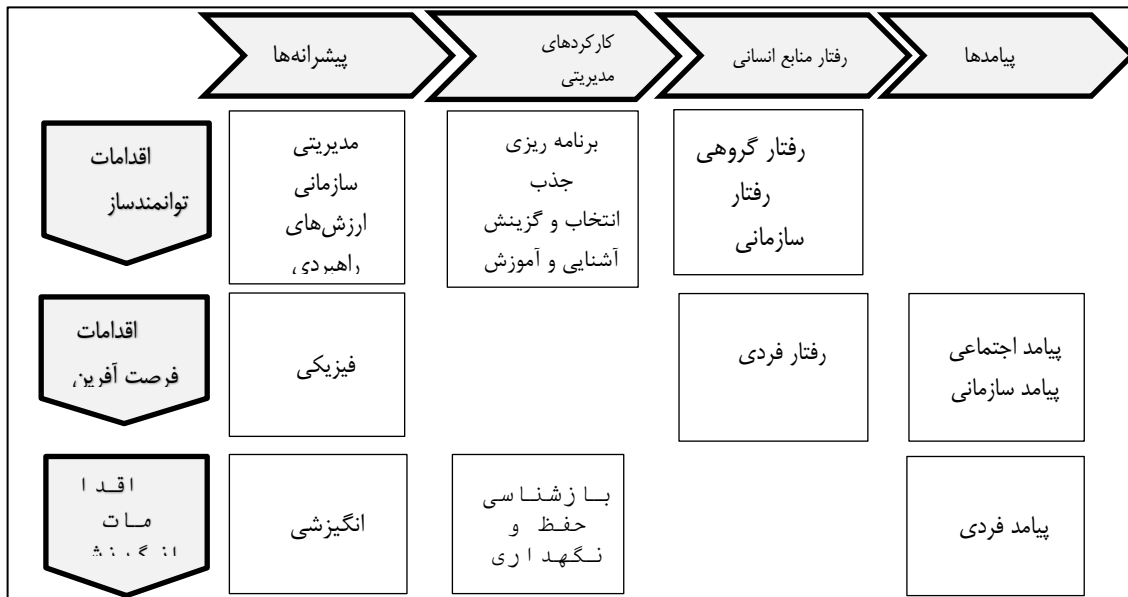 پیشرانه‌ها
کارکردهای
مدیریتی
رفتار منابع انسانی
پیامدها
اقدامات
توانمندساز
مدیریتی
سازمانی
ارزش‌های
راهبردی
برنامه ریزی
جذب
انتخاب و گزینش
آشنایی و آموزش
رفتار گروهی
رفتار
سازمانی
اقدامات
فرصت آفرین
فیزیکی
رفتار فردی
پیامد اجتماعی
پیامد سازمانی
اقدا
مات
انگیزشی
بازشناسی
حفظ و
نگهداری
پیامد فردی